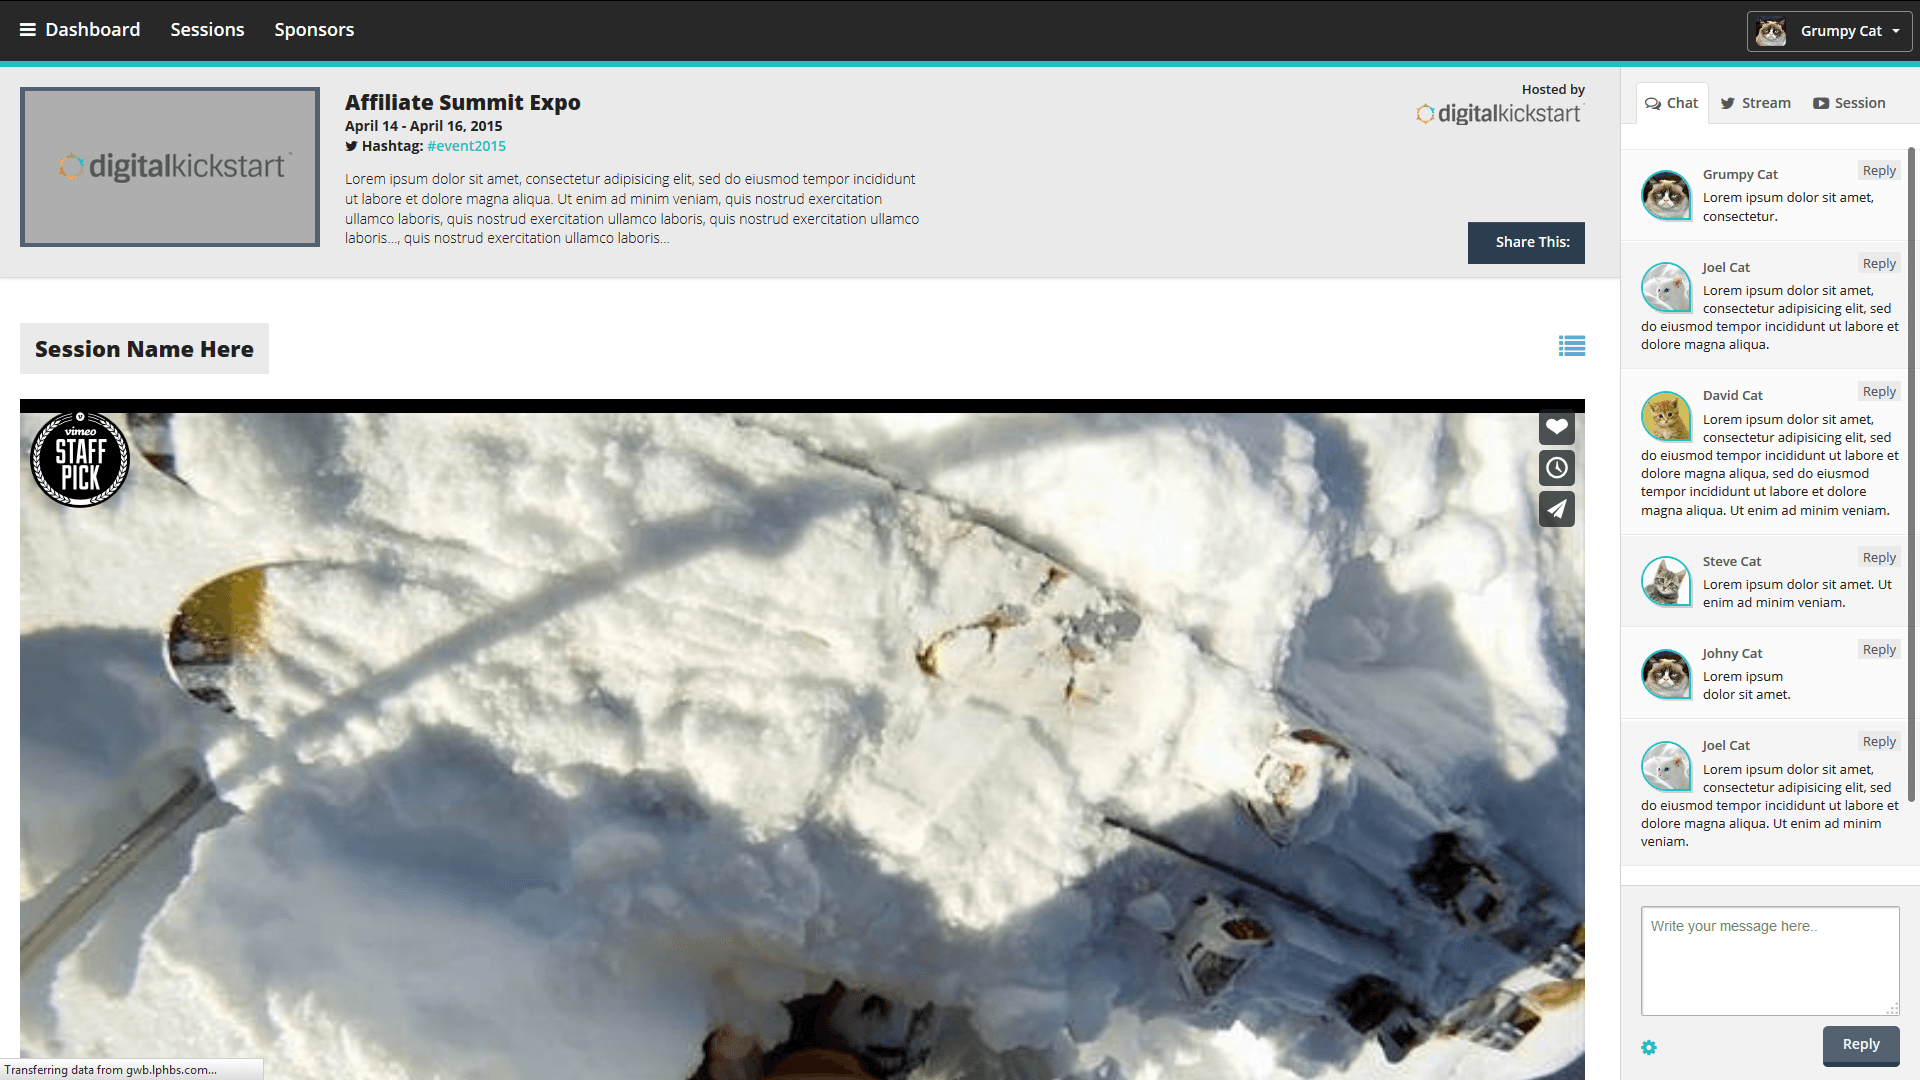 Dashboard Sessions Sponsors
Grumpy Cat
digitalkickstart™
Affiliate Summit Expo
April 14 - April 16, 2015
Hashtag: #event2015
Lorem ipsum dolor sit amet, consectetur adipisicing elit, sed do eiusmod tempor incididunt
ut labore et dolore magna aliqua. Ut enim ad minim veniam, quis nostrud exercitation
ullamco laboris, quis nostrud exercitation ullamco laboris, quis nostrud exercitation ullamco
laboris..., quis nostrud exercitation ullamco laboris...
Hosted by
digitalkickstart
Share This:
Session Name Here
vimeo
STAFF
PICK
Chat Stream Session
Grumpy Cat Reply
Lorem ipsum dolor sit amet,
consectetur.
Joel Cat Reply
Lorem ipsum dolor sit amet,
consectetur adipisicing elit, sed
do eiusmod tempor incididunt ut labore et
dolore magna aliqua.
David Cat Reply
Lorem ipsum dolor sit amet,
consectetur adipisicing elit, sed
do eiusmod tempor incididunt ut labore et
dolore magna aliqua, sed do eiusmod
tempor incididunt ut labore et dolore
magna aliqua. Ut enim ad minim veniam.
Steve Cat Reply
Lorem ipsum dolor sit amet. Ut
enim ad minim veniam.
Johny Cat Reply
Lorem ipsum
dolor sit amet.
Joel Cat Reply
Lorem ipsum dolor sit amet,
consectetur adipisicing elit, sed
do eiusmod tempor incididunt ut labore et
dolore magna aliqua. Ut enim ad minim
veniam.
Write your message here..
Reply
Transferring data from gwb.lphbs.com...